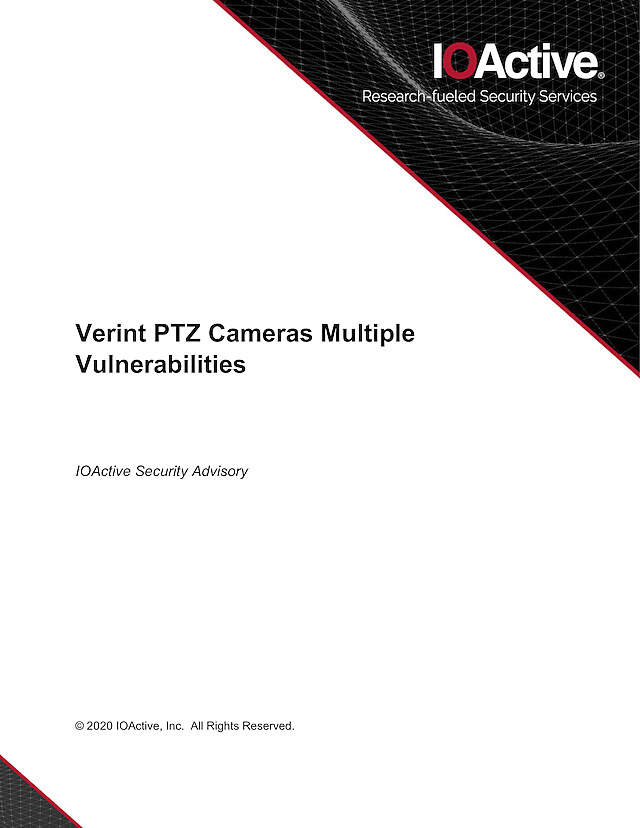 IOActive®
Research-fueled Security Services
Verint PTZ Cameras Multiple
Vulnerabilities
IOActive Security Advisory
© 2020 IOActive, Inc.  All Rights Reserved.